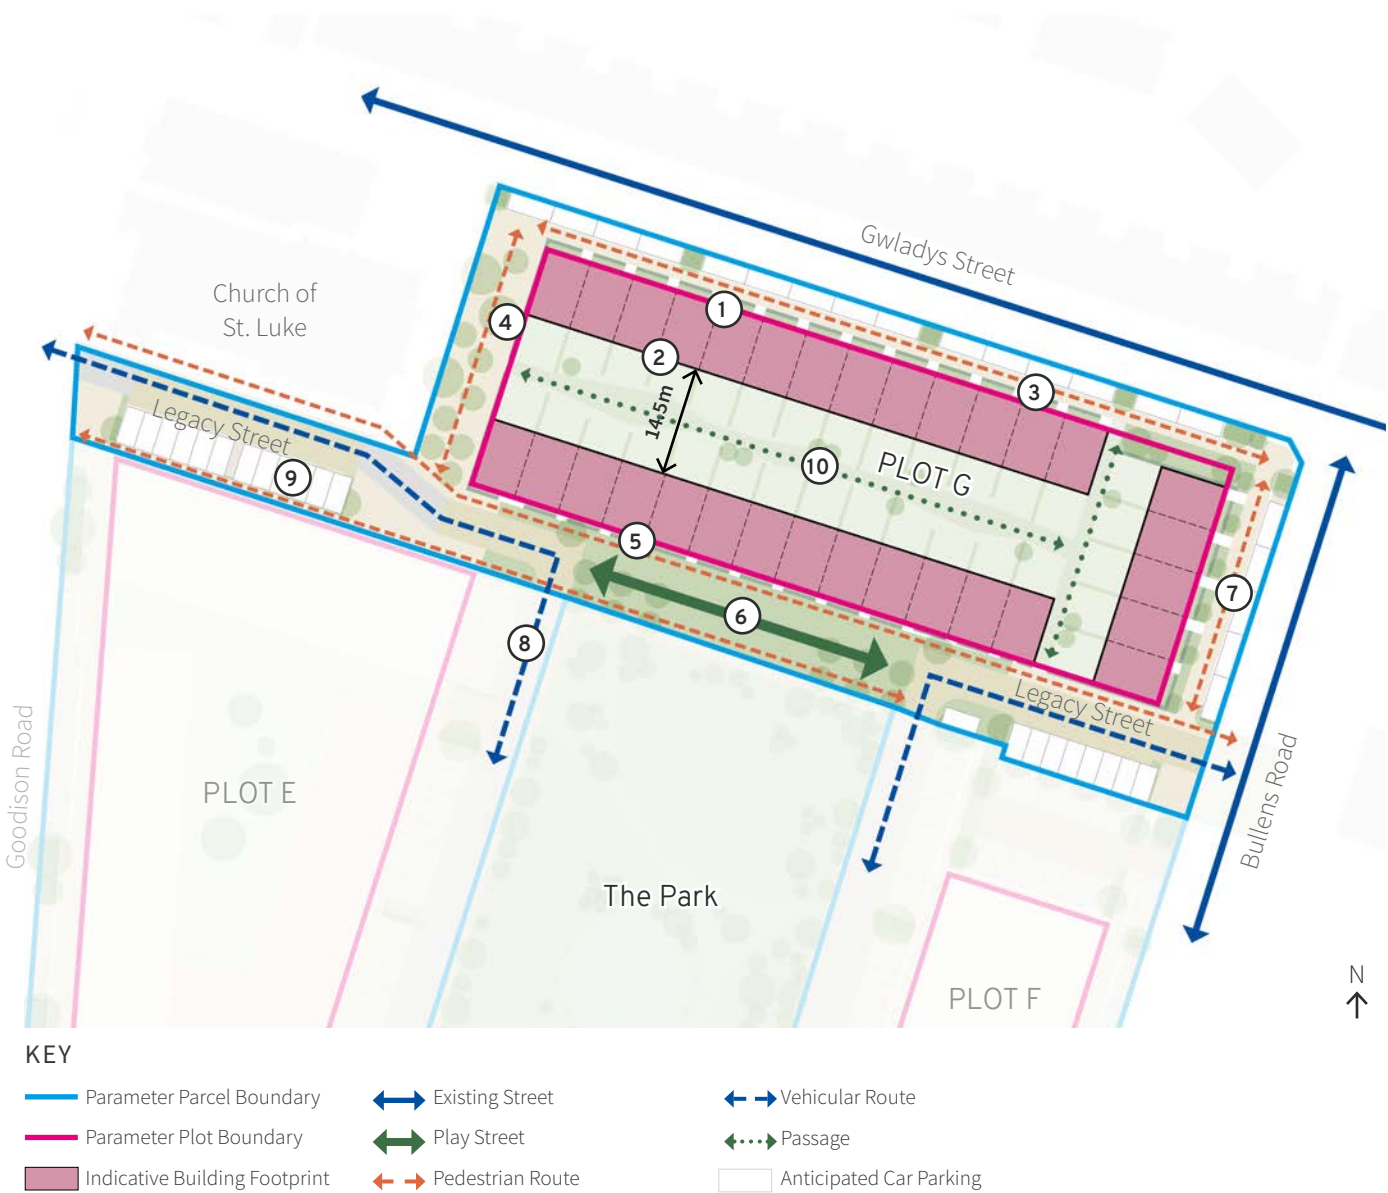 Gwladys Street
Church of
St. Luke
1
4
2
14.5m
3
Legacy Street
9
10
PLOT G
5
6
7
8
Legacy Street
Goodison Road
PLOT E
Bullens Road
The Park
PLOT F
N
KEY
Parameter Parcel Boundary
Existing Street
Vehicular Route
Parameter Plot Boundary
Play Street
Passage
Indicative Building Footprint
Pedestrian Route
Anticipated Car Parking